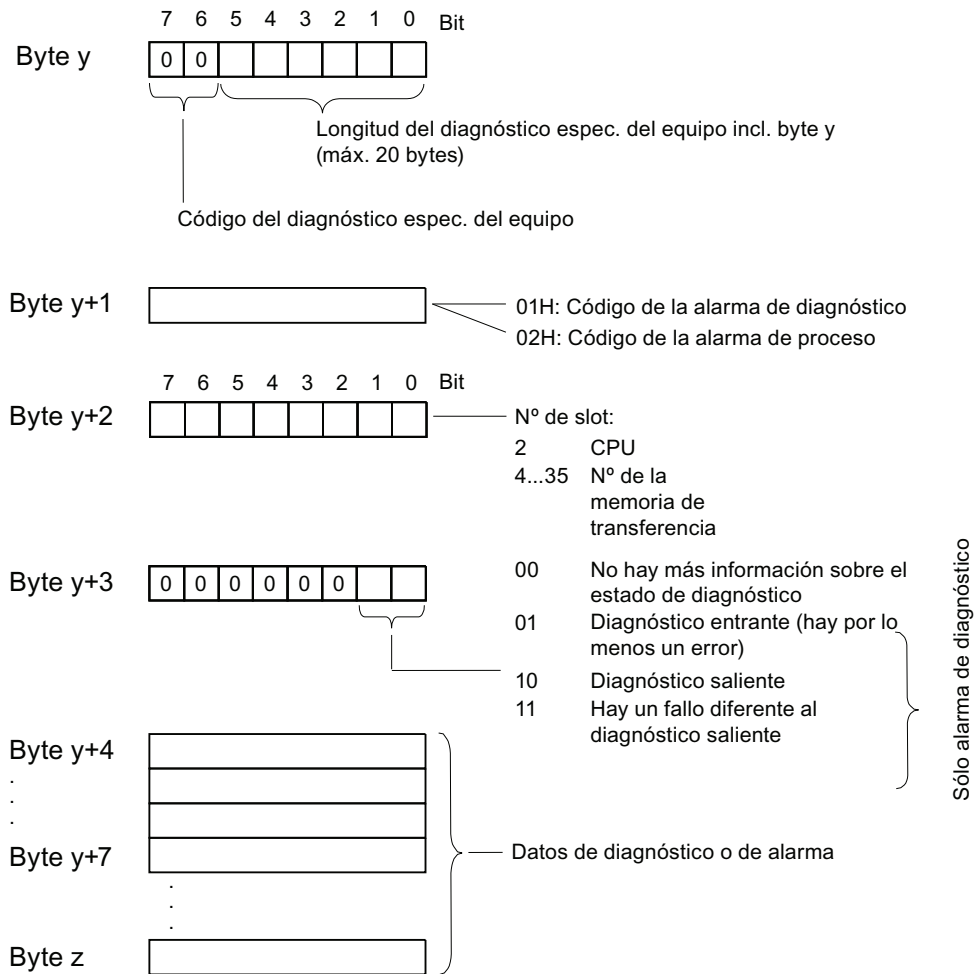 7 6 5 4 3 2 1 0 Bit
Byte y
0 0
Longitud del diagnóstico espec. del equipo incl. byte y
(máx. 20 bytes)
Código del diagnóstico espec. del equipo
Byte y+1
01H: Código de la alarma de diagnóstico
02H: Código de la alarma de proceso
7 6 5 4 3 2 1 0 Bit
Byte y+2
Nº de slot:
2 CPU
4...35 Nº de la
memoria de
transferencia
Byte y+3
0 0 0 0 0 0
00 No hay más información sobre el
estado de diagnóstico
01 Diagnóstico entrante (hay por lo
menos un error)
10 Diagnóstico saliente
11 Hay un fallo diferente al
diagnóstico saliente
Sólo alarma de diagnóstico
Byte y+4
.
.
.
Byte y+7
Datos de diagnóstico o de alarma
.
.
.
Byte z